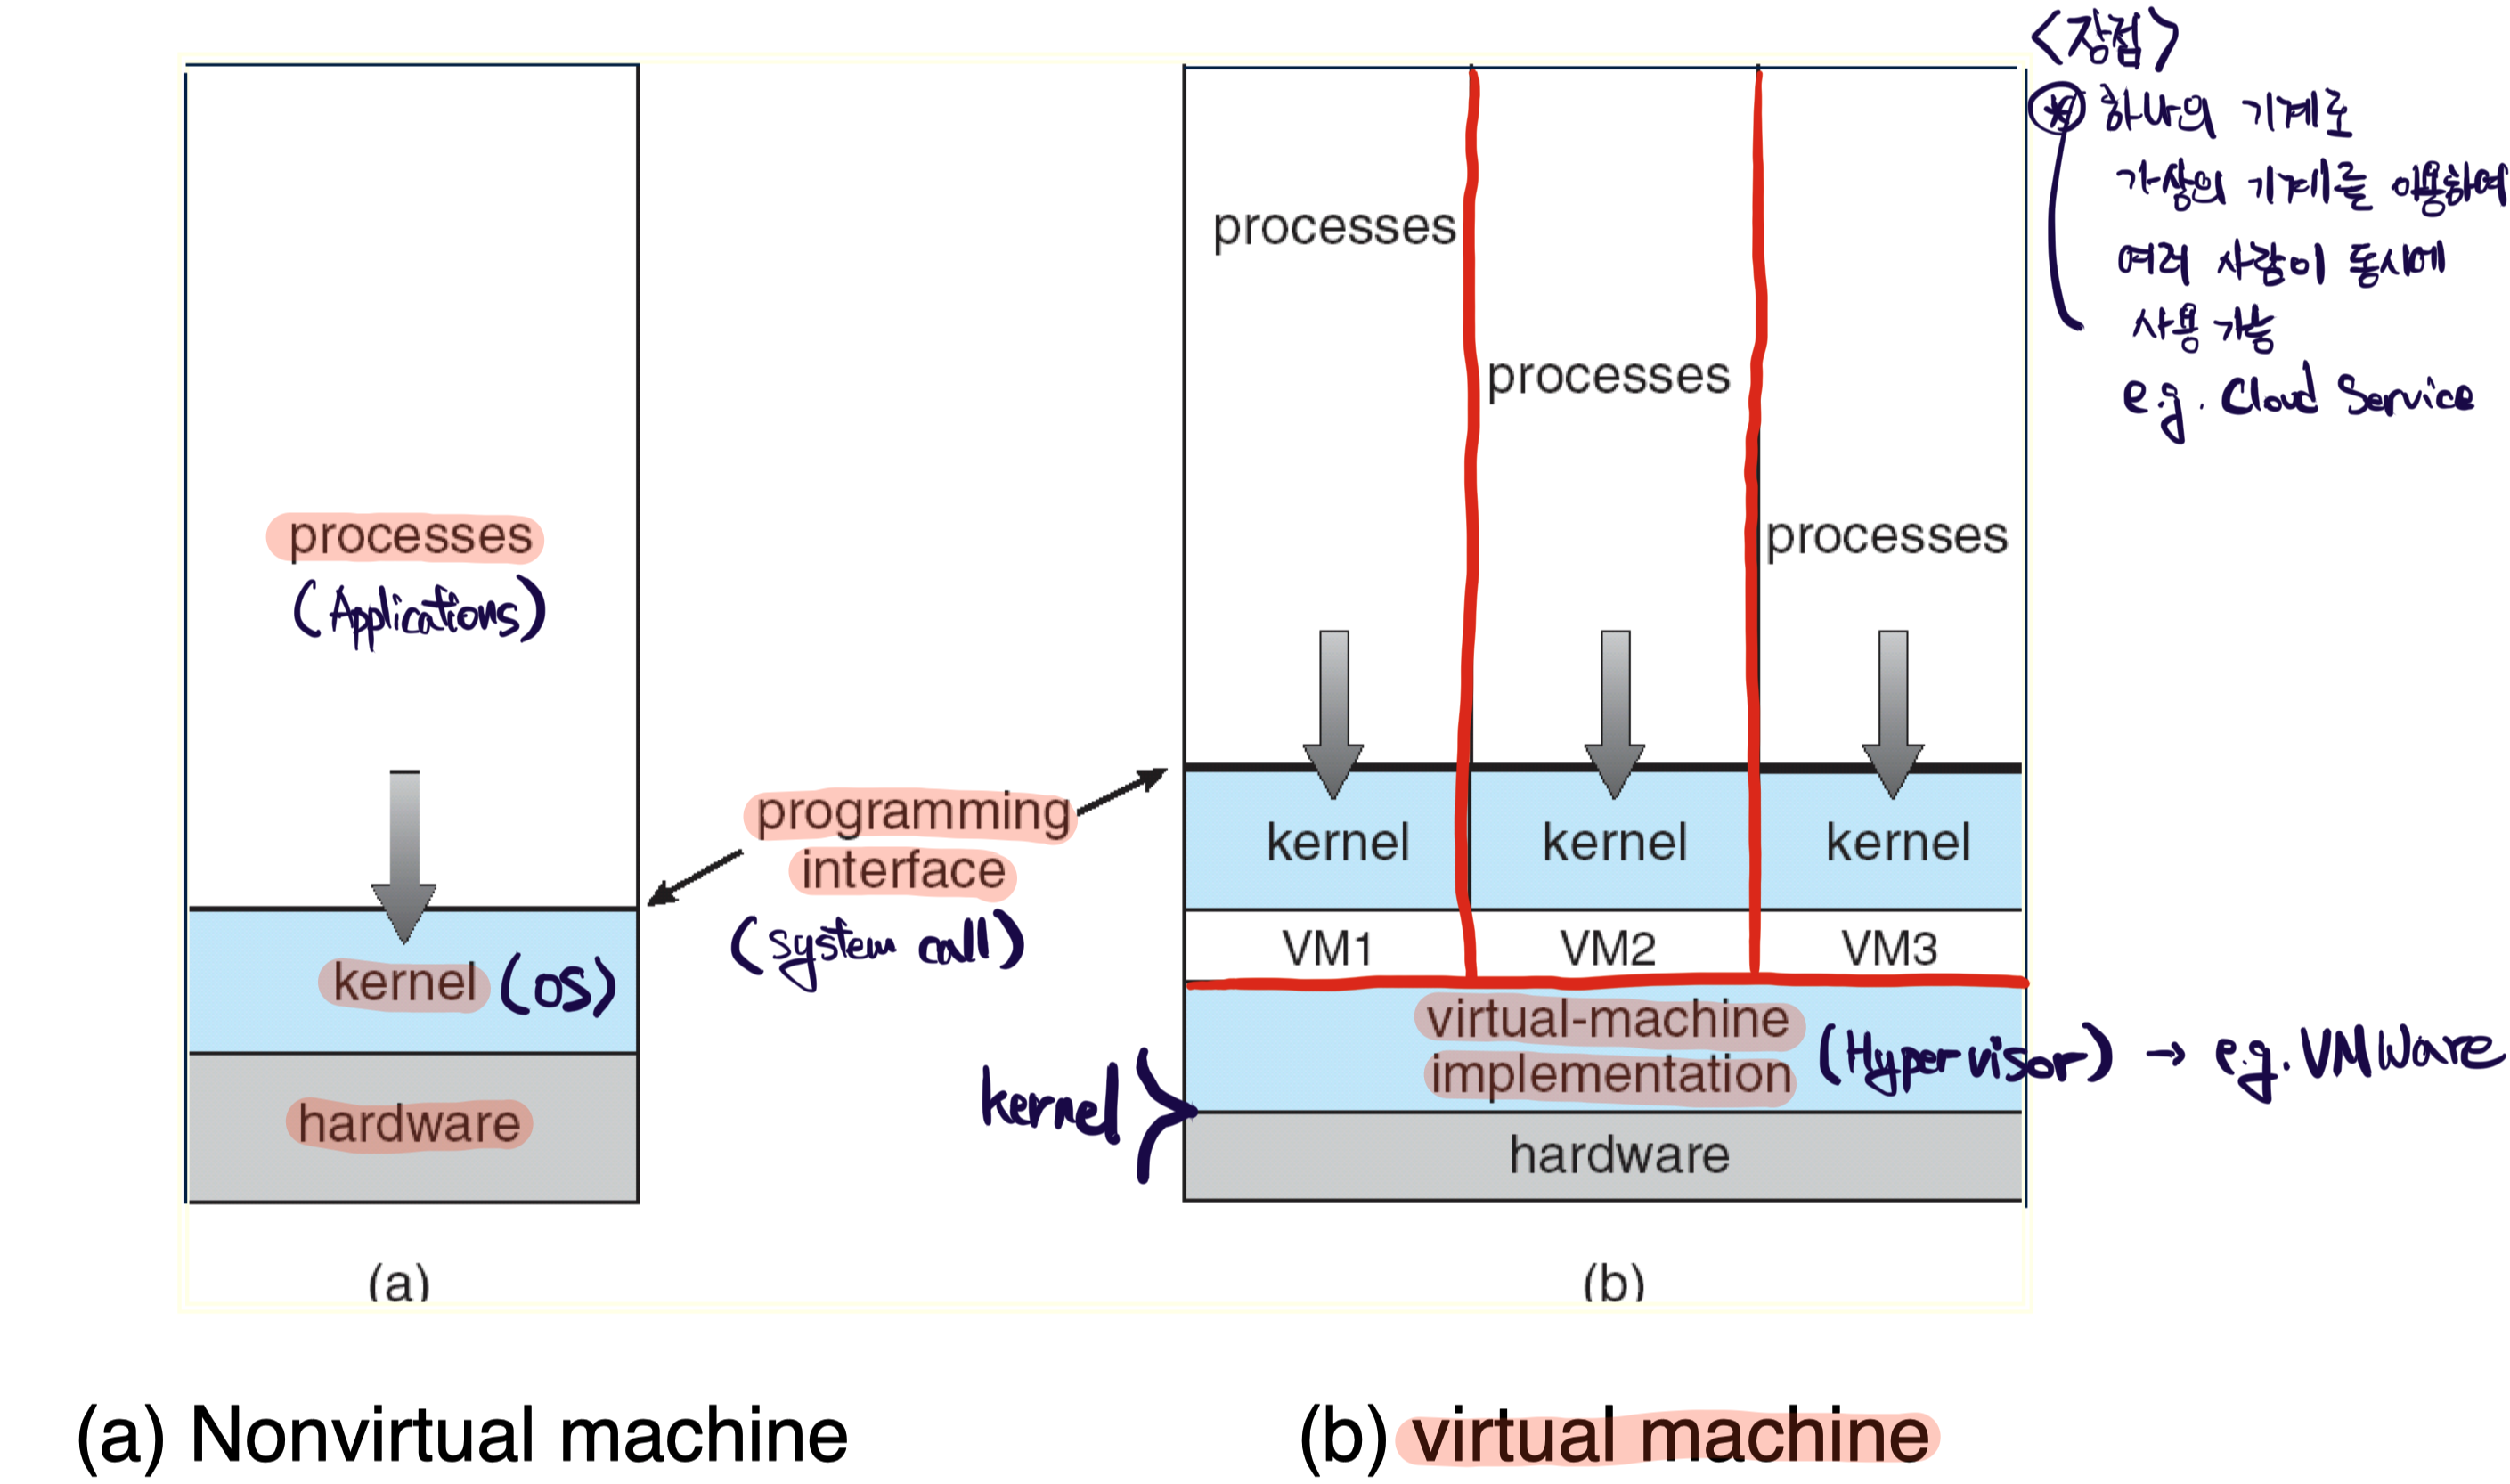 <장점>
하나의 기계로
가상의 기계를 이용하여
여러 사람이 동시에
사용 가능
e.g. Cloud Service
processes
processes
processes
processes
(Applications)
programming
interface
(system call)
kernel
kernel
kernel
VM1
VM2
VM3
kernel (OS)
virtual-machine
implementation
(Hypervisor) → e.g. VMWare
kernel
hardware
hardware
(a)
(b)
(a) Nonvirtual machine
(b) virtual machine